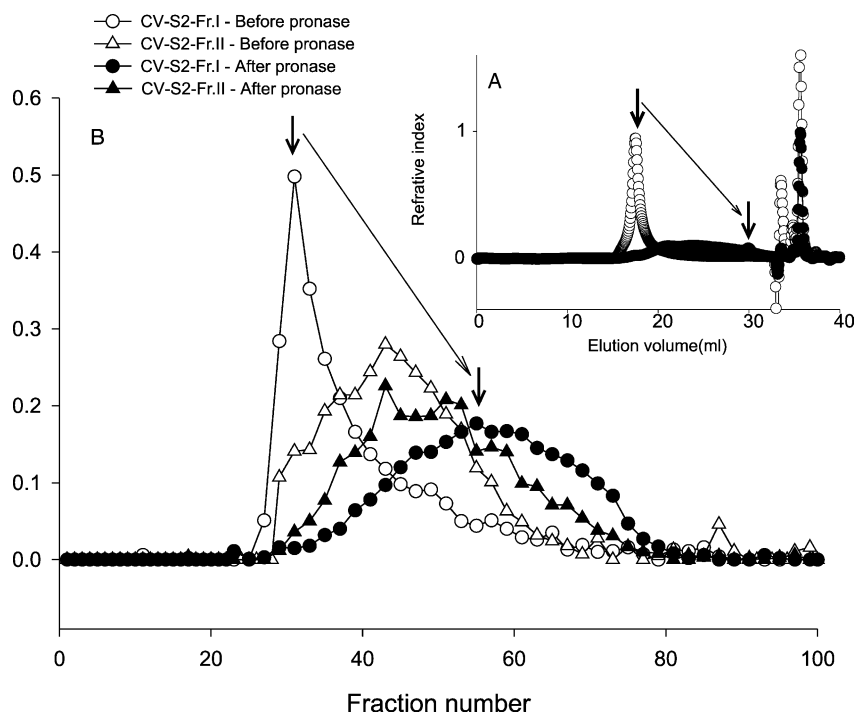 CV-S2-Fr.I - Before pronase
CV-S2-Fr.II - Before pronase
CV-S2-Fr.I - After pronase
CV-S2-Fr.II - After pronase
A
1
0
Refrative index
0 10 20 30 40
Elution volume(ml)
B
0.6
0.5
0.4
0.3
0.2
0.1
0.0
0 20 40 60 80 100
Fraction number